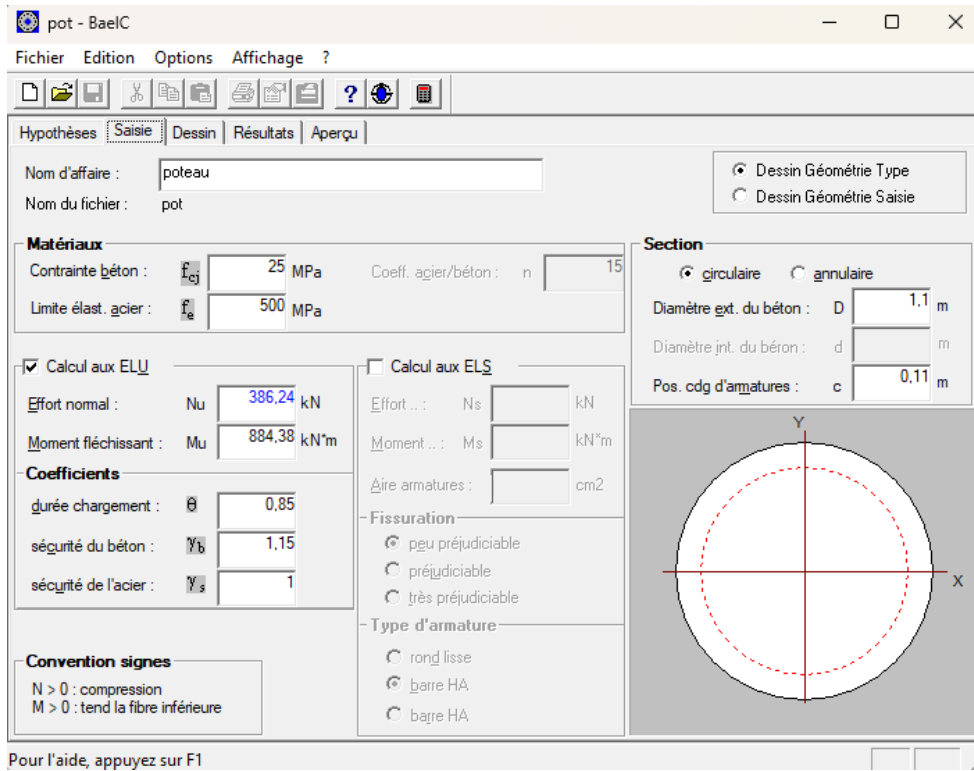 pot - BaelC
Fichier Edition Options Affichage ?
Hypothèses Saisie Dessin Résultats Aperçu
Nom d'affaire : poteau
Nom du fichier : pot
Dessin Géométrie Type
Dessin Géométrie Saisie
Matériaux
Contrainte béton : fcj 25 MPa Coeff. acier/béton : n 15
Limite élast. acier : fe 500 MPa
Section
circulaire annulaire
Diamètre ext. du béton : D 1,1 m
Diamètre int. du béron : d m
Pos. cdg d'armatures : c 0,11 m
Calcul aux ELU
Effort normal : Nu 386,24 kN
Moment fléchissant : Mu 884,38 kN*m
Coefficients
durée chargement : θ 0,85
sécurité du béton : γb 1,15
sécurité de l'acier : γs 1
Calcul aux ELS
Effort .. : Ns kN
Moment .. : Ms kN*m
Aire armatures : cm2
Fissuration
peu préjudiciable
préjudiciable
très préjudiciable
Type d'armature
rond lisse
barre HA
barre HA
Convention signes
N > 0 : compression
M > 0 : tend la fibre inférieure
Y
X
Pour l'aide, appuyez sur F1